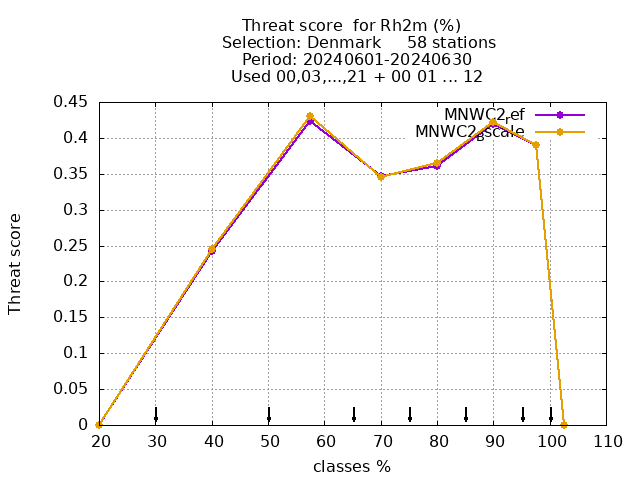 Threat score  for Rh2m (%)
Selection: Denmark     58 stations
Period: 20240601-20240630
Used 00,03,...,21 + 00 01 ... 12
MNWC2ref
MNWC2Bscale
0.45
0.4
0.35
0.3
0.25
0.2
0.15
0.1
0.05
0
Threat score
20 30 40 50 60 70 80 90 100 110
classes %